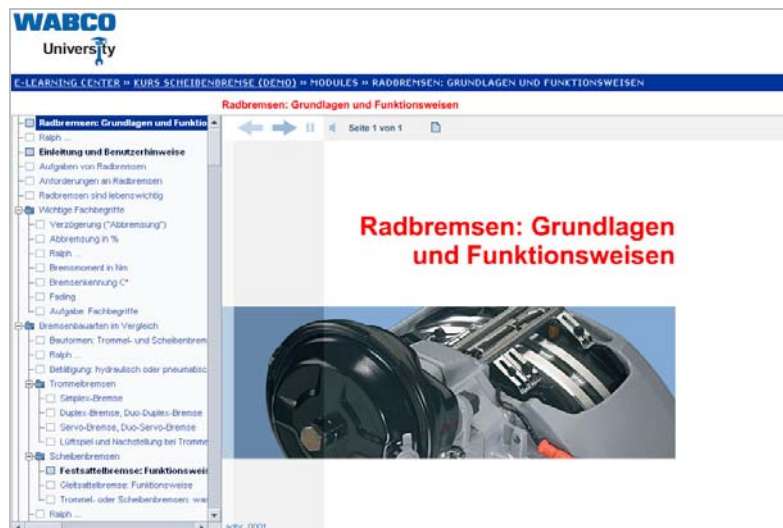 WABCO
University
E-LEARNING CENTER » KURS SCHEIBENBREMSE (DEMO) » MODULES » RADBREMSEN: GRUNDLAGEN UND FUNKTIONSWEISEN
Radbremsen: Grundlagen und Funktionsweisen
Seite 1 von 1
Radbremsen: Grundlagen und Funktio
Ralph ...
Einleitung und Benutzerhinweise
Aufgaben von Radbremsen
Anforderungen an Radbremsen
Radbremsen sind lebenswichtig
Wichtige Fachbegriffe
Verzögerung ("Abbremsung")
Abbremsung in %
Ralph ...
Bremsmoment in Nm
Bremsenkennung C*
Fading
Aufgabe: Fachbegriffe
Bremsenbauarten im Vergleich
Bauformen: Trommel- und Scheibenbrem
Ralph ...
Betätigung: hydraulisch oder pneumatisc
Trommelbremsen
Simplex-Bremse
Duplex-Bremse, Duo-Duplex-Bremse
Servo-Bremse, Duo-Servo-Bremse
Lüftspiel und Nachstellung bei Tromme
Scheibenbremsen
Festsattelbremse: Funktionsweis
Gleitsattelbremse: Funktionsweise
Trommel- oder Scheibenbremsen: was
Ralph ...
Radbremsen: Grundlagen
und Funktionsweisen